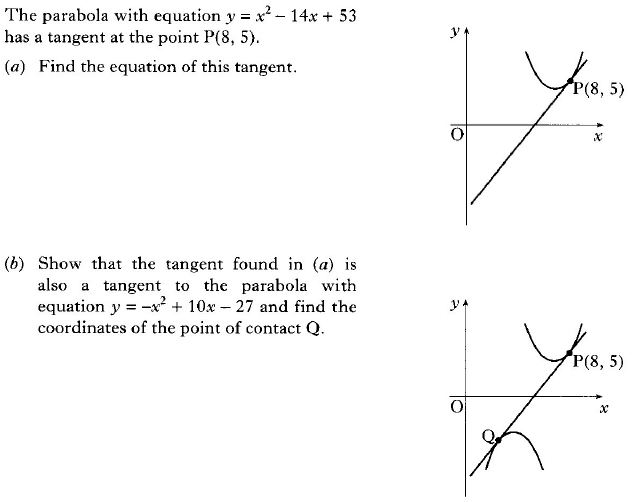 The parabola with equation y = x² – 14x + 53
has a tangent at the point P(8, 5).
(a) Find the equation of this tangent.
y
P(8, 5)
O
x
(b) Show that the tangent found in (a) is
also a tangent to the parabola with
equation y = –x² + 10x – 27 and find the
coordinates of the point of contact Q.
y
P(8, 5)
O
x
Q